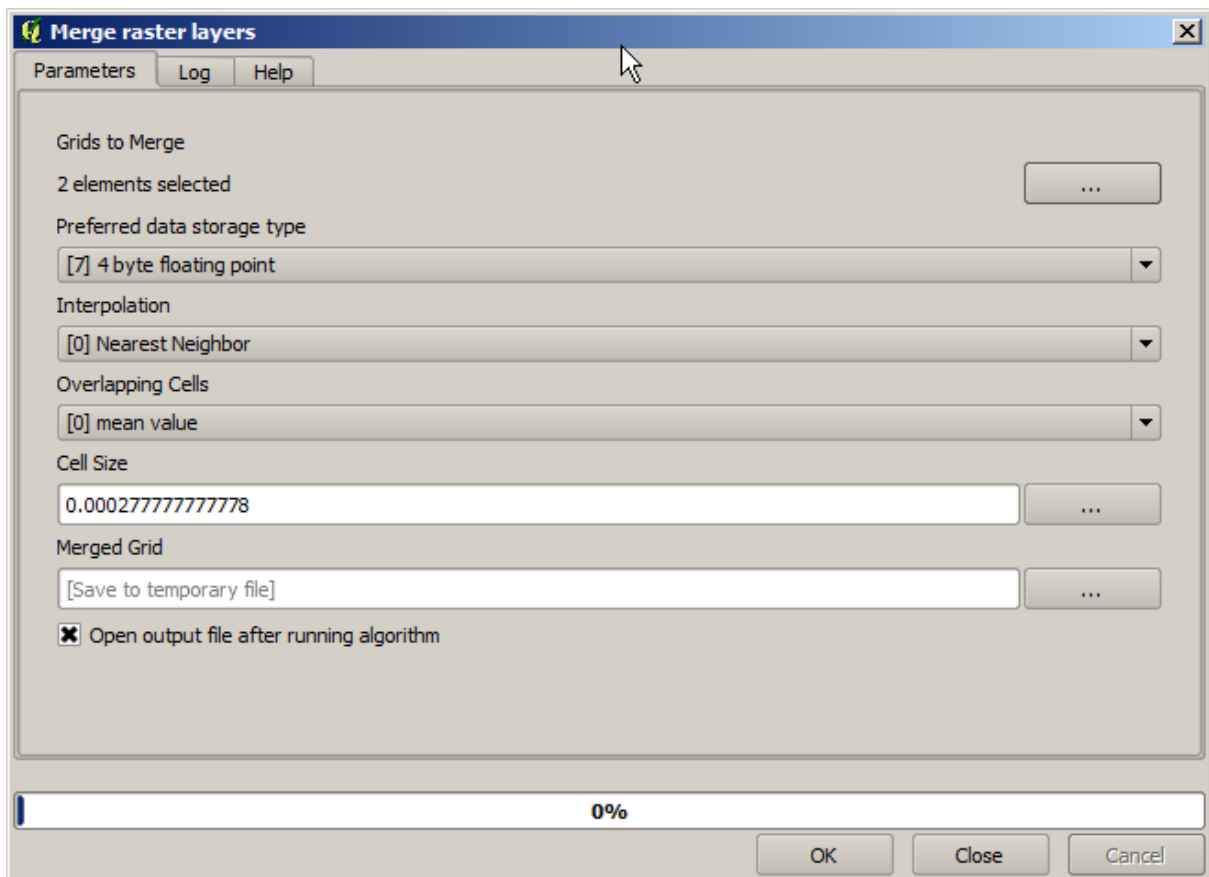 Merge raster layers
Parameters Log Help
Grids to Merge
2 elements selected
...
Preferred data storage type
[7] 4 byte floating point
Interpolation
[0] Nearest Neighbor
Overlapping Cells
[0] mean value
Cell Size
0.000277777777778
...
Merged Grid
[Save to temporary file]
...
Open output file after running algorithm
0%
OK Close Cancel